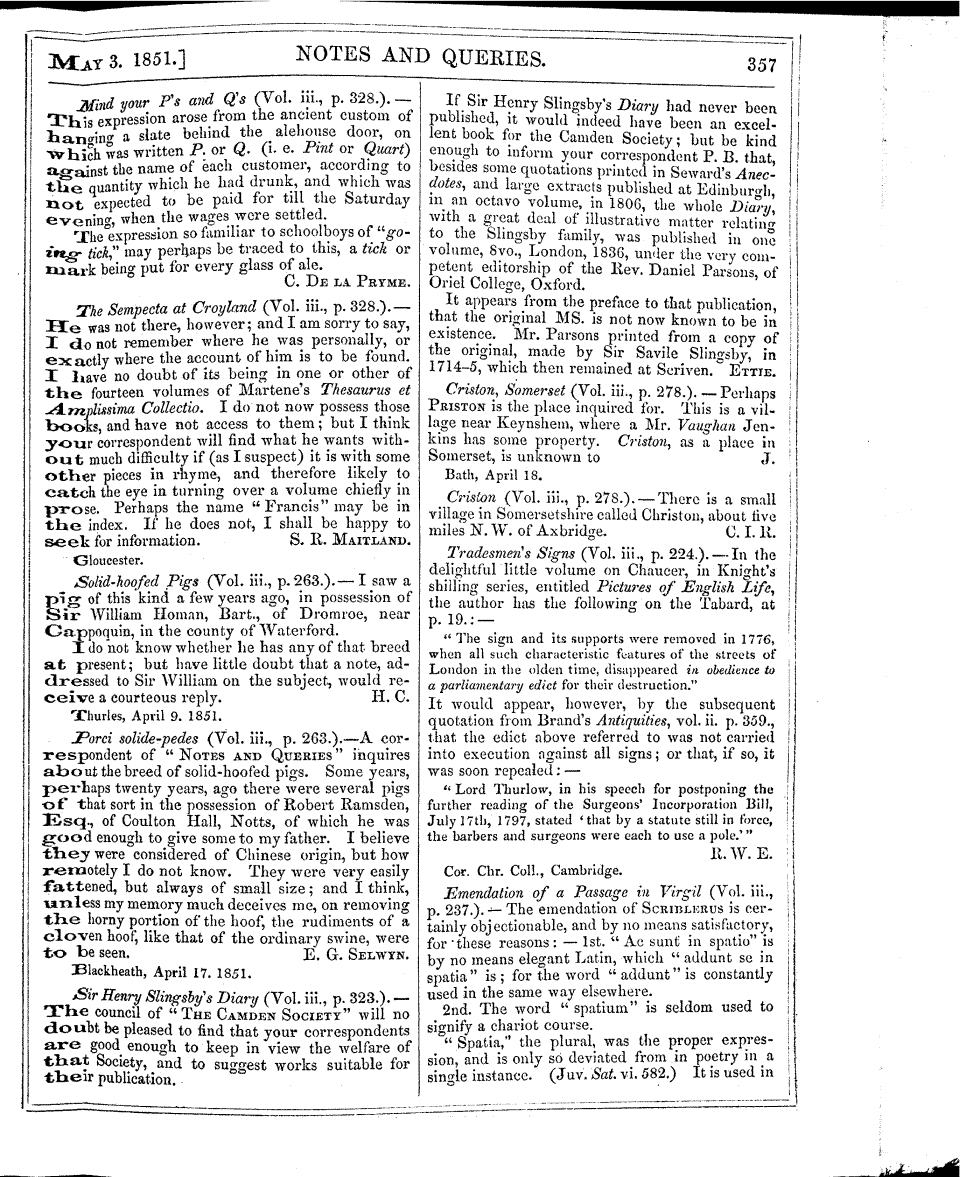 MAY 3. 1851.] NOTES AND QUERIES. 357
Mind your P's and Q's (Vol. iii., p. 328.). —
This expression arose from the ancient custom of
hanging a slate behind the alehouse door, on
which was written P. or Q. (i. e. Pint or Quart)
against the name of each customer, according to
the quantity which he had drunk, and which was
not expected to be paid for till the Saturday
evening, when the wages were settled.
The expression so familiar to schoolboys of "go-
ing tick," may perhaps be traced to this, a tick or
mark being put for every glass of ale.
C. DE LA PRYME.
The Sempecta at Croyland (Vol. iii., p. 328.).—
He was not there, however; and I am sorry to say,
I do not remember where he was personally, or
exactly where the account of him is to be found.
I have no doubt of its being in one or other of
the fourteen volumes of Martene's Thesaurus et
Amplissima Collectio. I do not now possess those
books, and have not access to them; but I think
your correspondent will find what he wants with-
out much difficulty if (as I suspect) it is with some
other pieces in rhyme, and therefore likely to
catch the eye in turning over a volume chiefly in
prose. Perhaps the name "Francis" may be in
the index. If he does not, I shall be happy to
seek for information. S. R. MAITLAND.
Gloucester.
Solid-hoofed Pigs (Vol. iii., p. 263.).— I saw a
pig of this kind a few years ago, in possession of
Sir William Homan, Bart., of Dromroe, near
Cappoquin, in the county of Waterford.
I do not know whether he has any of that breed
at present; but have little doubt that a note, ad-
dressed to Sir William on the subject, would re-
ceive a courteous reply. H. C.
Thurles, April 9. 1851.
Porci solide-pedes (Vol. iii., p. 263.).—A cor-
respondent of "NOTES AND QUERIES" inquires
about the breed of solid-hoofed pigs. Some years,
perhaps twenty years, ago there were several pigs
of that sort in the possession of Robert Ramsden,
Esq., of Coulton Hall, Notts, of which he was
good enough to give some to my father. I believe
they were considered of Chinese origin, but how
remotely I do not know. They were very easily
fattened, but always of small size; and I think,
unless my memory much deceives me, on removing
the horny portion of the hoof, the rudiments of a
cloven hoof, like that of the ordinary swine, were
to be seen. E. G. SELWYN.
Blackheath, April 17. 1851.
Sir Henry Slingsby's Diary (Vol. iii., p. 323.).—
The council of "THE CAMDEN SOCIETY" will no
doubt be pleased to find that your correspondents
are good enough to keep in view the welfare of
that Society, and to suggest works suitable for
their publication.
If Sir Henry Slingsby's Diary had never been
published, it would indeed have been an excel-
lent book for the Camden Society; but be kind
enough to inform your correspondent P. B. that,
besides some quotations printed in Seward's Anec-
dotes, and large extracts published at Edinburgh,
in an octavo volume, in 1806, the whole Diary,
with a great deal of illustrative matter relating
to the Slingsby family, was published in one
volume, 8vo., London, 1836, under the very com-
petent editorship of the Rev. Daniel Parsons, of
Oriel College, Oxford.
It appears from the preface to that publication,
that the original MS. is not now known to be in
existence. Mr. Parsons printed from a copy of
the original, made by Sir Savile Slingsby, in
1714–5, which then remained at Scriven. ETTIE.
Criston, Somerset (Vol. iii., p. 278.). — Perhaps
PRISTON is the place inquired for. This is a vil-
lage near Keynshem, where a Mr. Vaughan Jen-
kins has some property. Criston, as a place in
Somerset, is unknown to J.
Bath, April 18.
Criston (Vol. iii., p. 278.). — There is a small
village in Somersetshire called Christon, about five
miles N. W. of Axbridge. C. I. R.
Tradesmen's Signs (Vol. iii., p. 224.). — In the
delightful little volume on Chaucer, in Knight's
shilling series, entitled Pictures of English Life,
the author has the following on the Tabard, at
p. 19.: —
"The sign and its supports were removed in 1776,
when all such characteristic features of the streets of
London in the olden time, disappeared in obedience to
a parliamentary edict for their destruction."
It would appear, however, by the subsequent
quotation from Brand's Antiquities, vol. ii. p. 359.,
that the edict above referred to was not carried
into execution against all signs; or that, if so, it
was soon repealed: —
"Lord Thurlow, in his speech for postponing the
further reading of the Surgeons' Incorporation Bill,
July 17th, 1797, stated 'that by a statute still in force,
the barbers and surgeons were each to use a pole.'"
R. W. E.
Cor. Chr. Coll., Cambridge.
Emendation of a Passage in Virgil (Vol. iii.,
p. 237.). — The emendation of SCRIBLERUS is cer-
tainly objectionable, and by no means satisfactory,
for these reasons: — 1st. "Ac sunt in spatio" is
by no means elegant Latin, which "addunt se in
spatia" is; for the word "addunt" is constantly
used in the same way elsewhere.
2nd. The word "spatium" is seldom used to
signify a chariot course.
"Spatia," the plural, was the proper expres-
sion, and is only so deviated from in poetry in a
single instance. (Juv. Sat. vi. 582.) It is used in